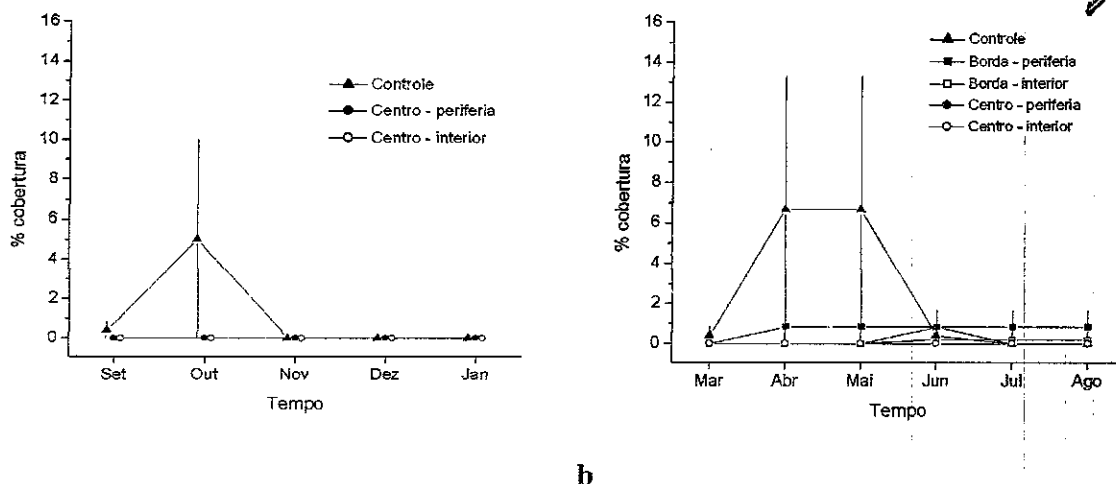 16
14
12
10
8
6
4
2
0
% cobertura
Controle
Centro - periferia
Centro - interior
Set Out Nov Dez Jan
Tempo
16
14
12
10
8
6
4
2
0
% cobertura
Controle
Borda - periferia
Borda - interior
Centro - periferia
Centro - interior
Mar Abr Mai Jun Jul Ago
Tempo
b